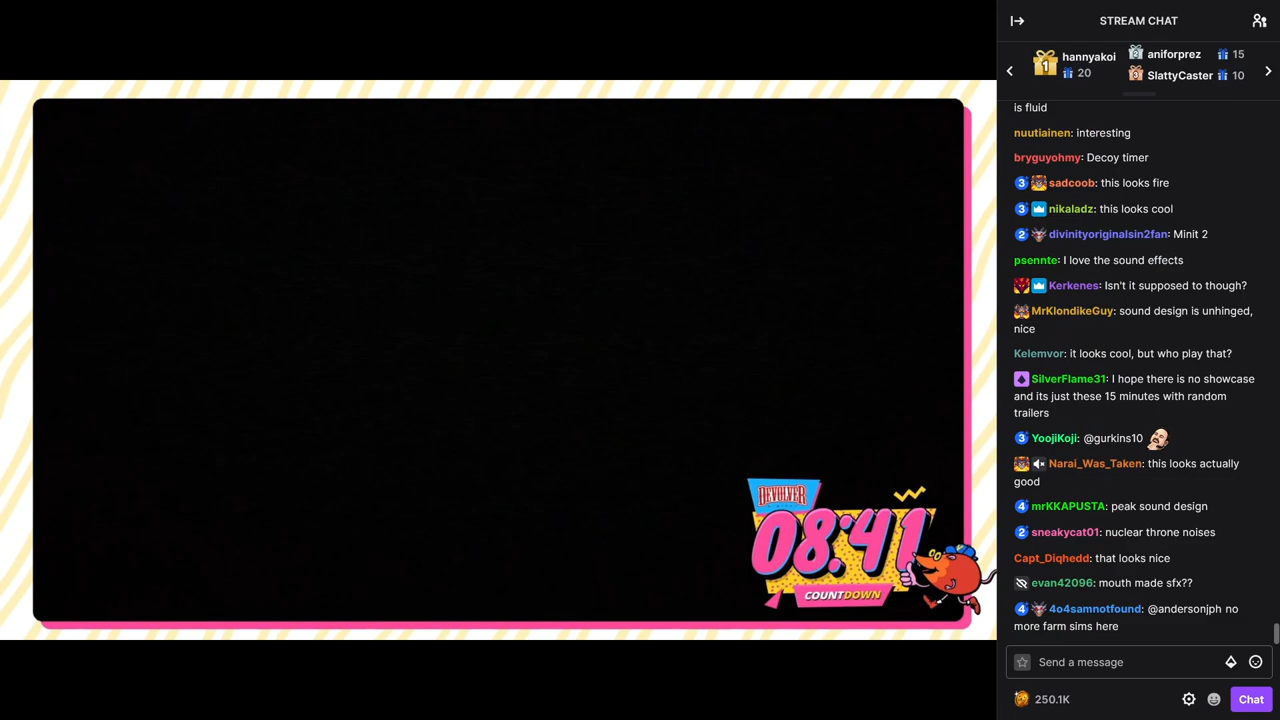 STREAM CHAT
hannyakoi
20
aniforprez 15
SlattyCaster 10
is fluid
nuutiainen: interesting
bryguyohmy: Decoy timer
sadcoob: this looks fire
nikaladz: this looks cool
divinityoriginalsin2fan: Minit 2
psennte: I love the sound effects
Kerkenes: Isn't it supposed to though?
MrKlondikeGuy: sound design is unhinged,
nice
Kelemvor: it looks cool, but who play that?
SilverFlame31: I hope there is no showcase
and its just these 15 minutes with random
trailers
YoojiKoji: @gurkins10
Narai_Was_Taken: this looks actually
good
mrKKAPUSTA: peak sound design
sneakycat01: nuclear throne noises
Capt_Diqhedd: that looks nice
evan42096: mouth made sfx??
4o4samnotfound: @andersonjph no
more farm sims here
Send a message
250.1K
Chat
DEVOLVER
08:41
COUNTDOWN